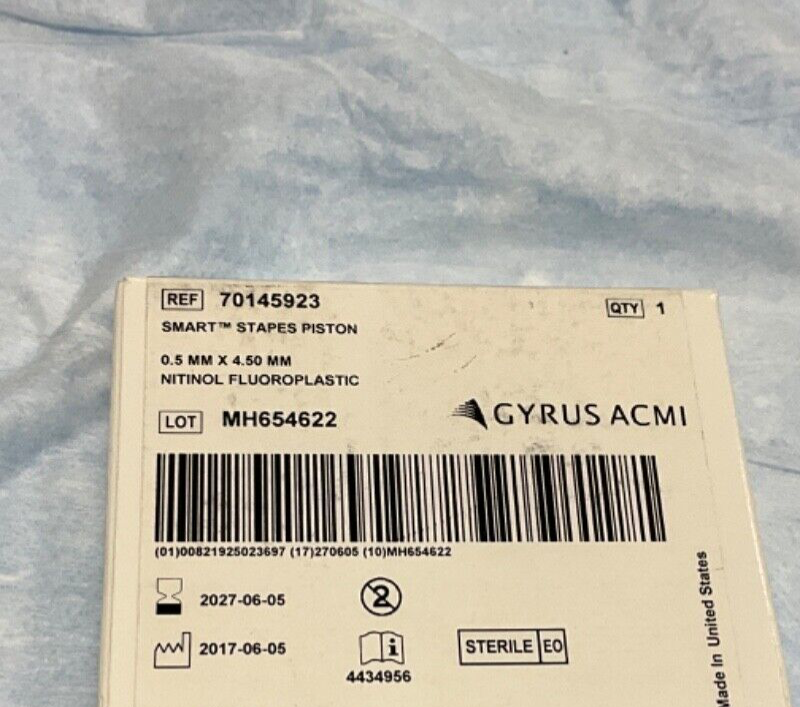 REF 70145923
QTY 1
SMART™ STAPES PISTON
0.5 MM X 4.50 MM
NITINOL FLUOROPLASTIC
LOT MH654622
GYRUS ACMI
(01)00821925023697 (17)270605 (10)MH654622
2027-06-05
2
2017-06-05
i
STERILE EO
4434956
Made In United States